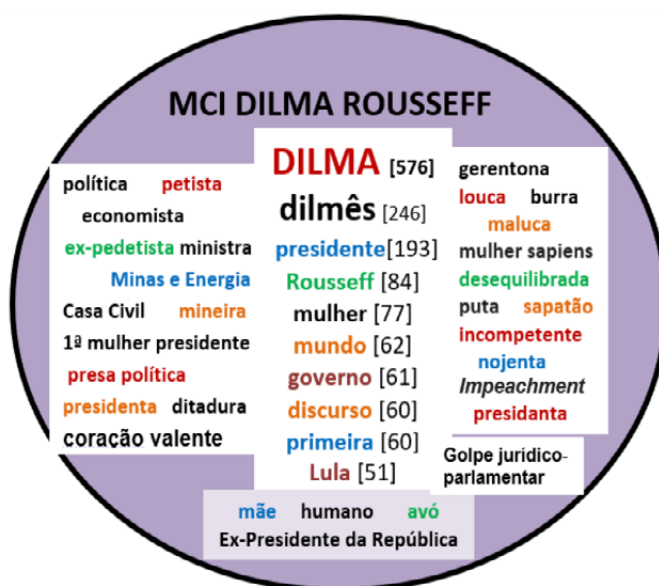 MCI DILMA ROUSSEFF
política petista
economista
ex-pedetista ministra
Minas e Energia
Casa Civil mineira
1ª mulher presidente
presa política
presidenta ditadura
coração valente
DILMA [576]
dilmês [246]
presidente[193]
Rousseff [84]
mulher [77]
mundo [62]
governo [61]
discurso [60]
primeira [60]
Lula [51]
gerentona
louca burra
maluca
mulher sapiens
desequilibrada
puta sapatão
incompetente
nojenta
Impeachment
presidanta
Golpe jurídico-
parlamentar
mãe humano avó
Ex-Presidente da República